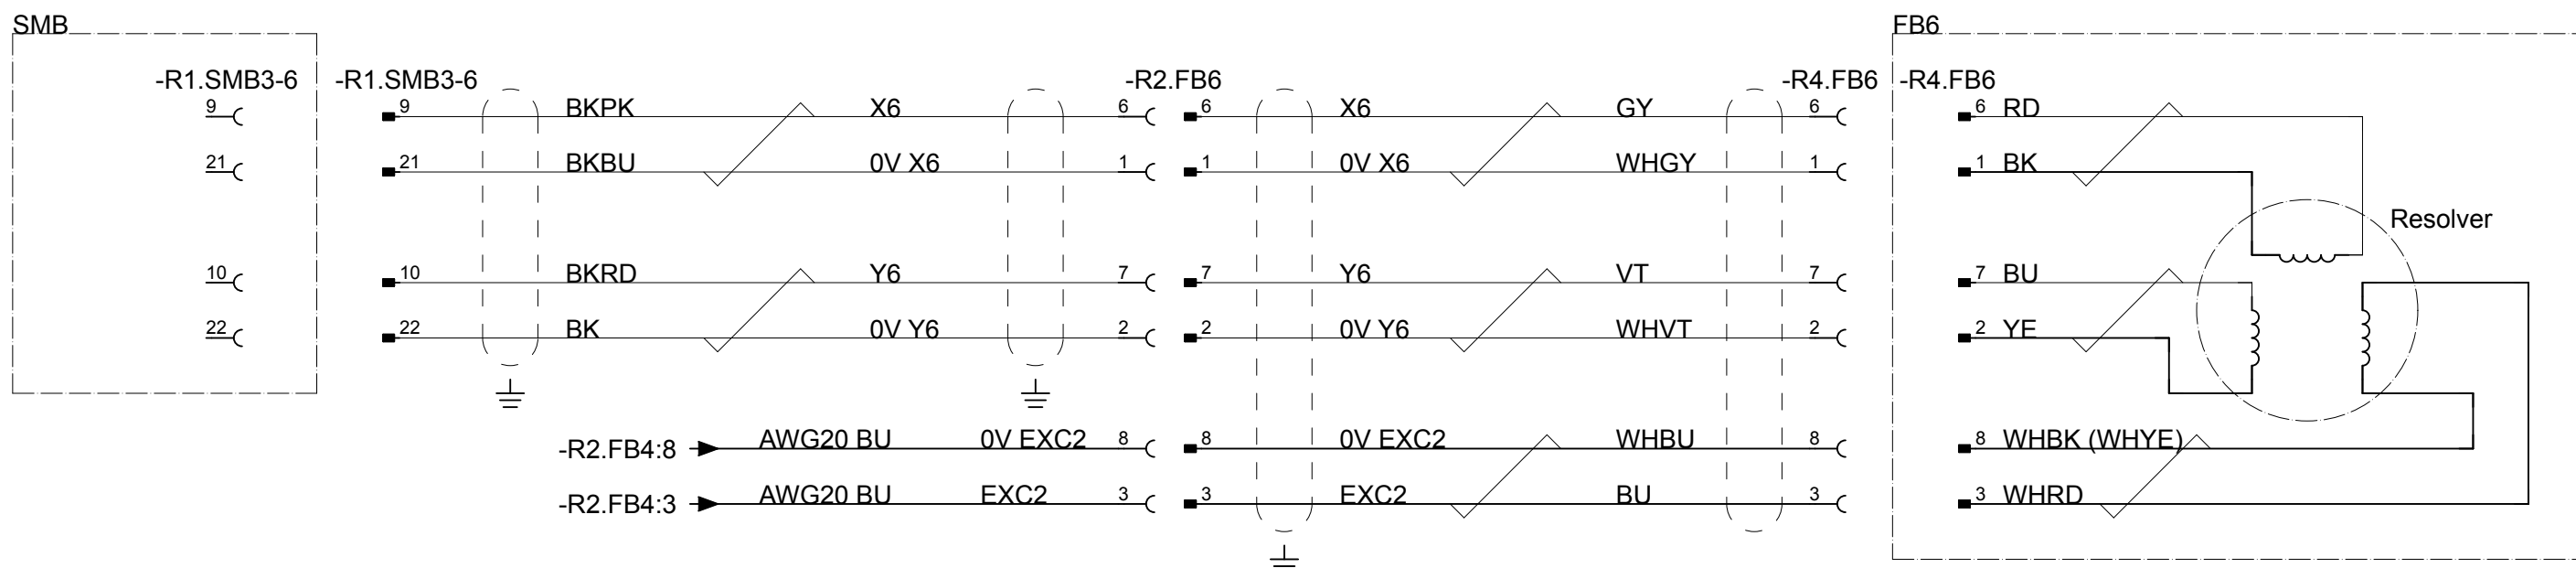 SMB FB6
-R1.SMB3-6 -R1.SMB3-6 -R2.FB6 -R4.FB6 -R4.FB6
9 9 BKPK X6 6 6 X6 GY 6 6 RD
21 21 BKBU 0V X6 1 1 0V X6 WHGY 1 1 BK
Resolver
10 10 BKRD Y6 7 7 Y6 VT 7 7 BU
22 22 BK 0V Y6 2 2 0V Y6 WHVT 2 2 YE
-R2.FB4:8 AWG20 BU 0V EXC2 8 8 0V EXC2 WHBU 8 8 WHBK (WHYE)
-R2.FB4:3 AWG20 BU EXC2 3 3 EXC2 BU 3 3 WHRD